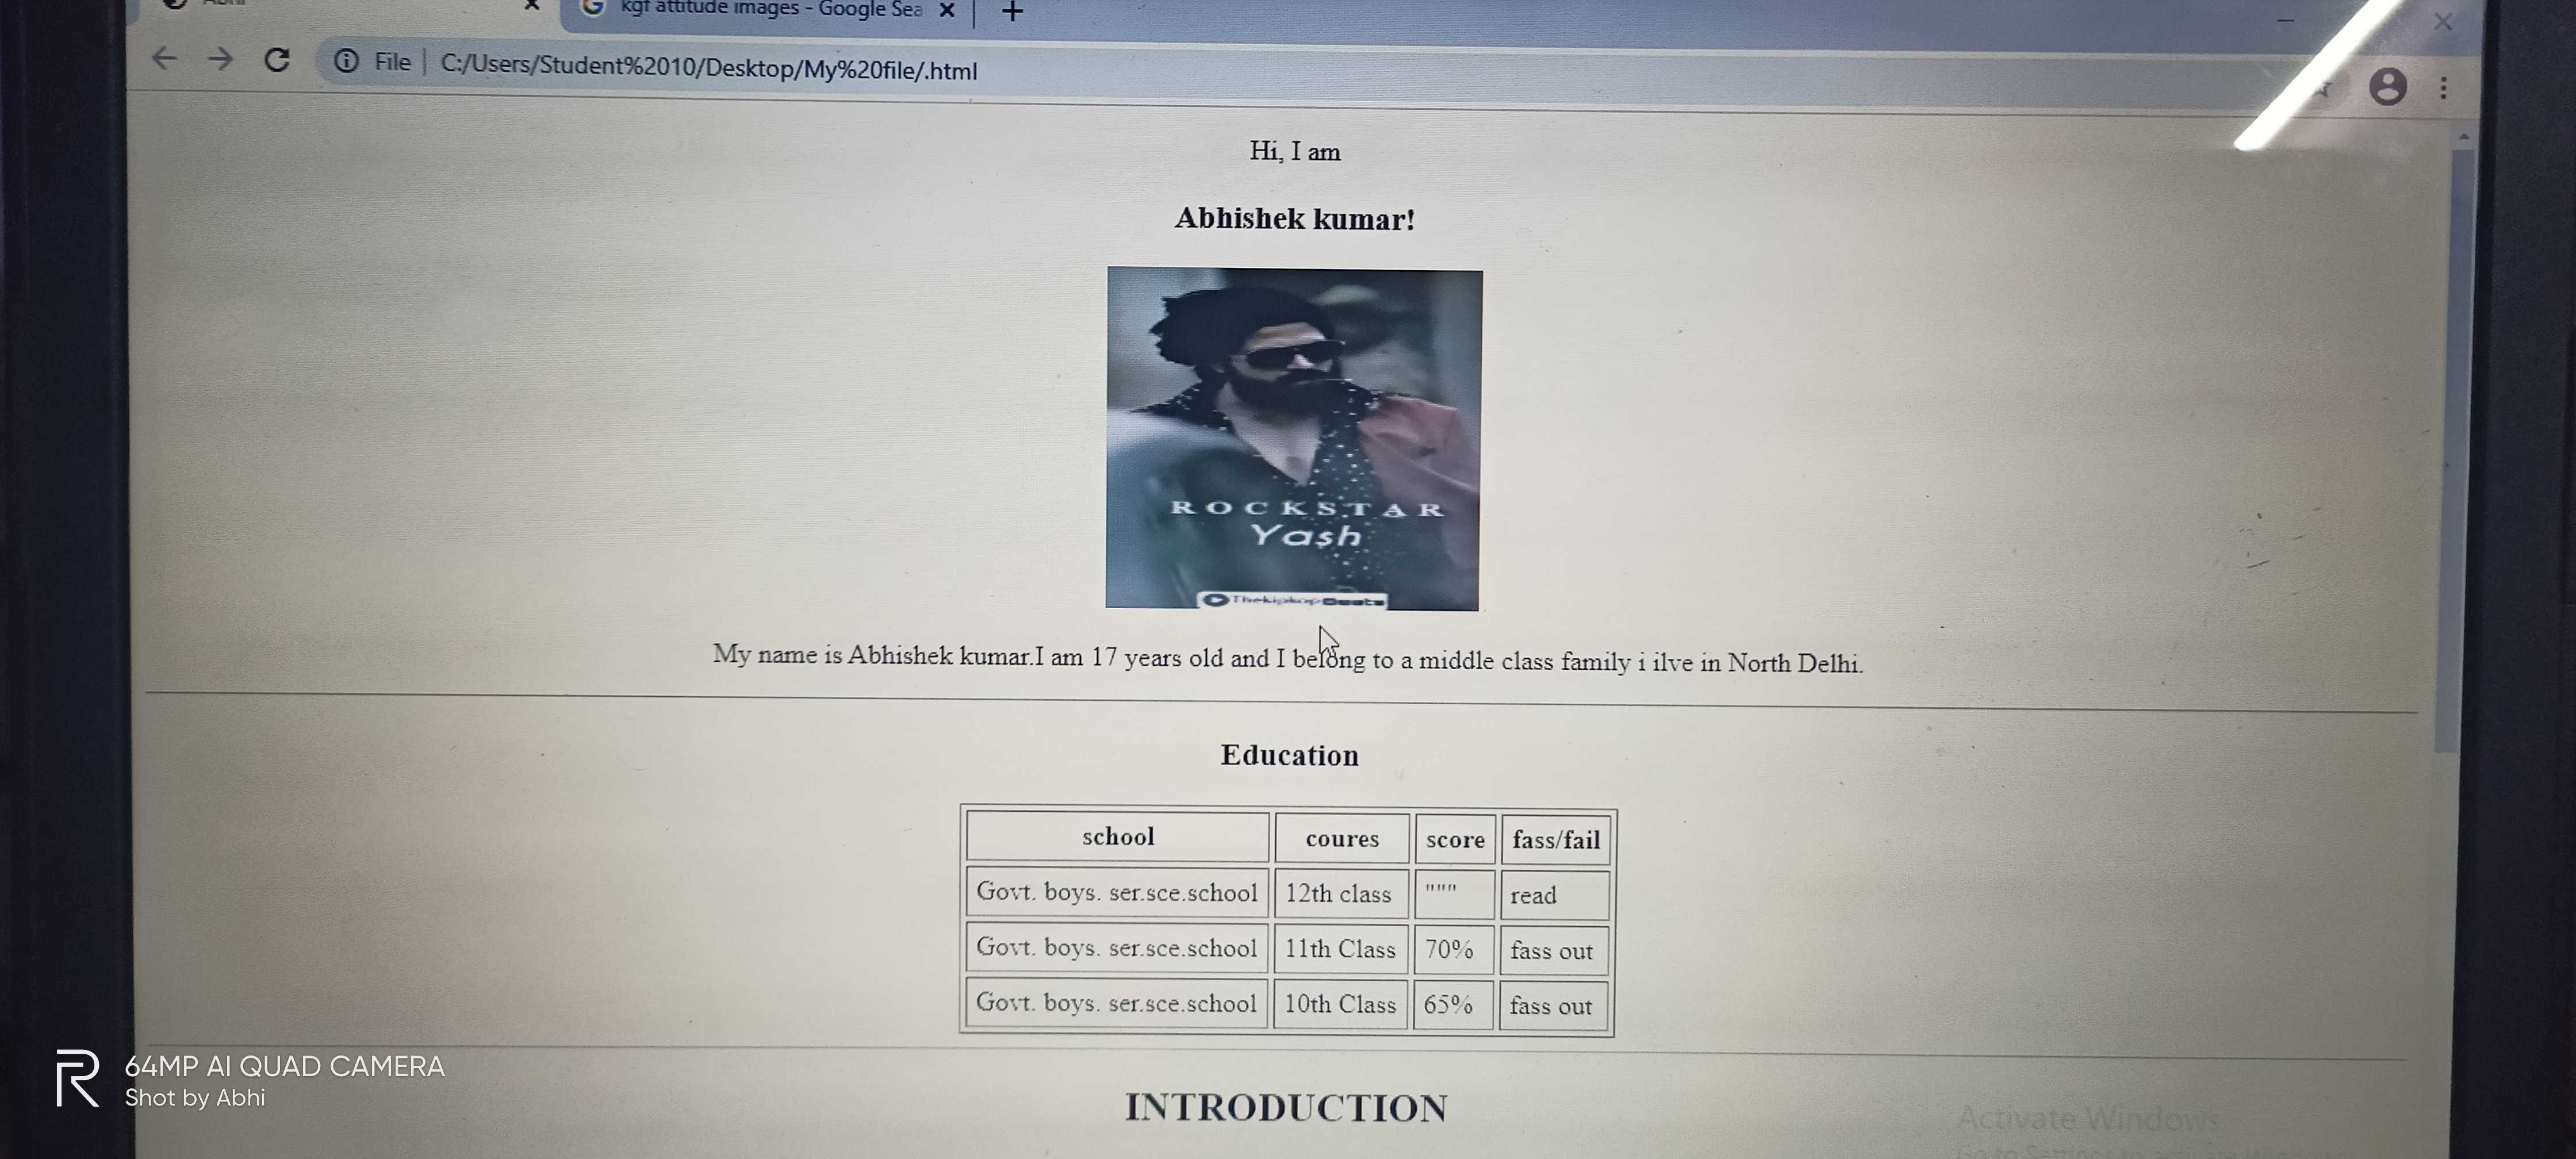 kgf attitude images - Google Sea
File | C:/Users/Student%2010/Desktop/My%20file/.html
Hi, I am
Abhishek kumar!
ROCKSTAR
Yash
My name is Abhishek kumar.I am 17 years old and I belong to a middle class family i ilve in North Delhi.
Education
school coures score fass/fail
Govt. boys. ser.sce.school 12th class """ read
Govt. boys. ser.sce.school 11th Class 70% fass out
Govt. boys. ser.sce.school 10th Class 65% fass out
INTRODUCTION
64MP AI QUAD CAMERA
Shot by Abhi
Activate Windows